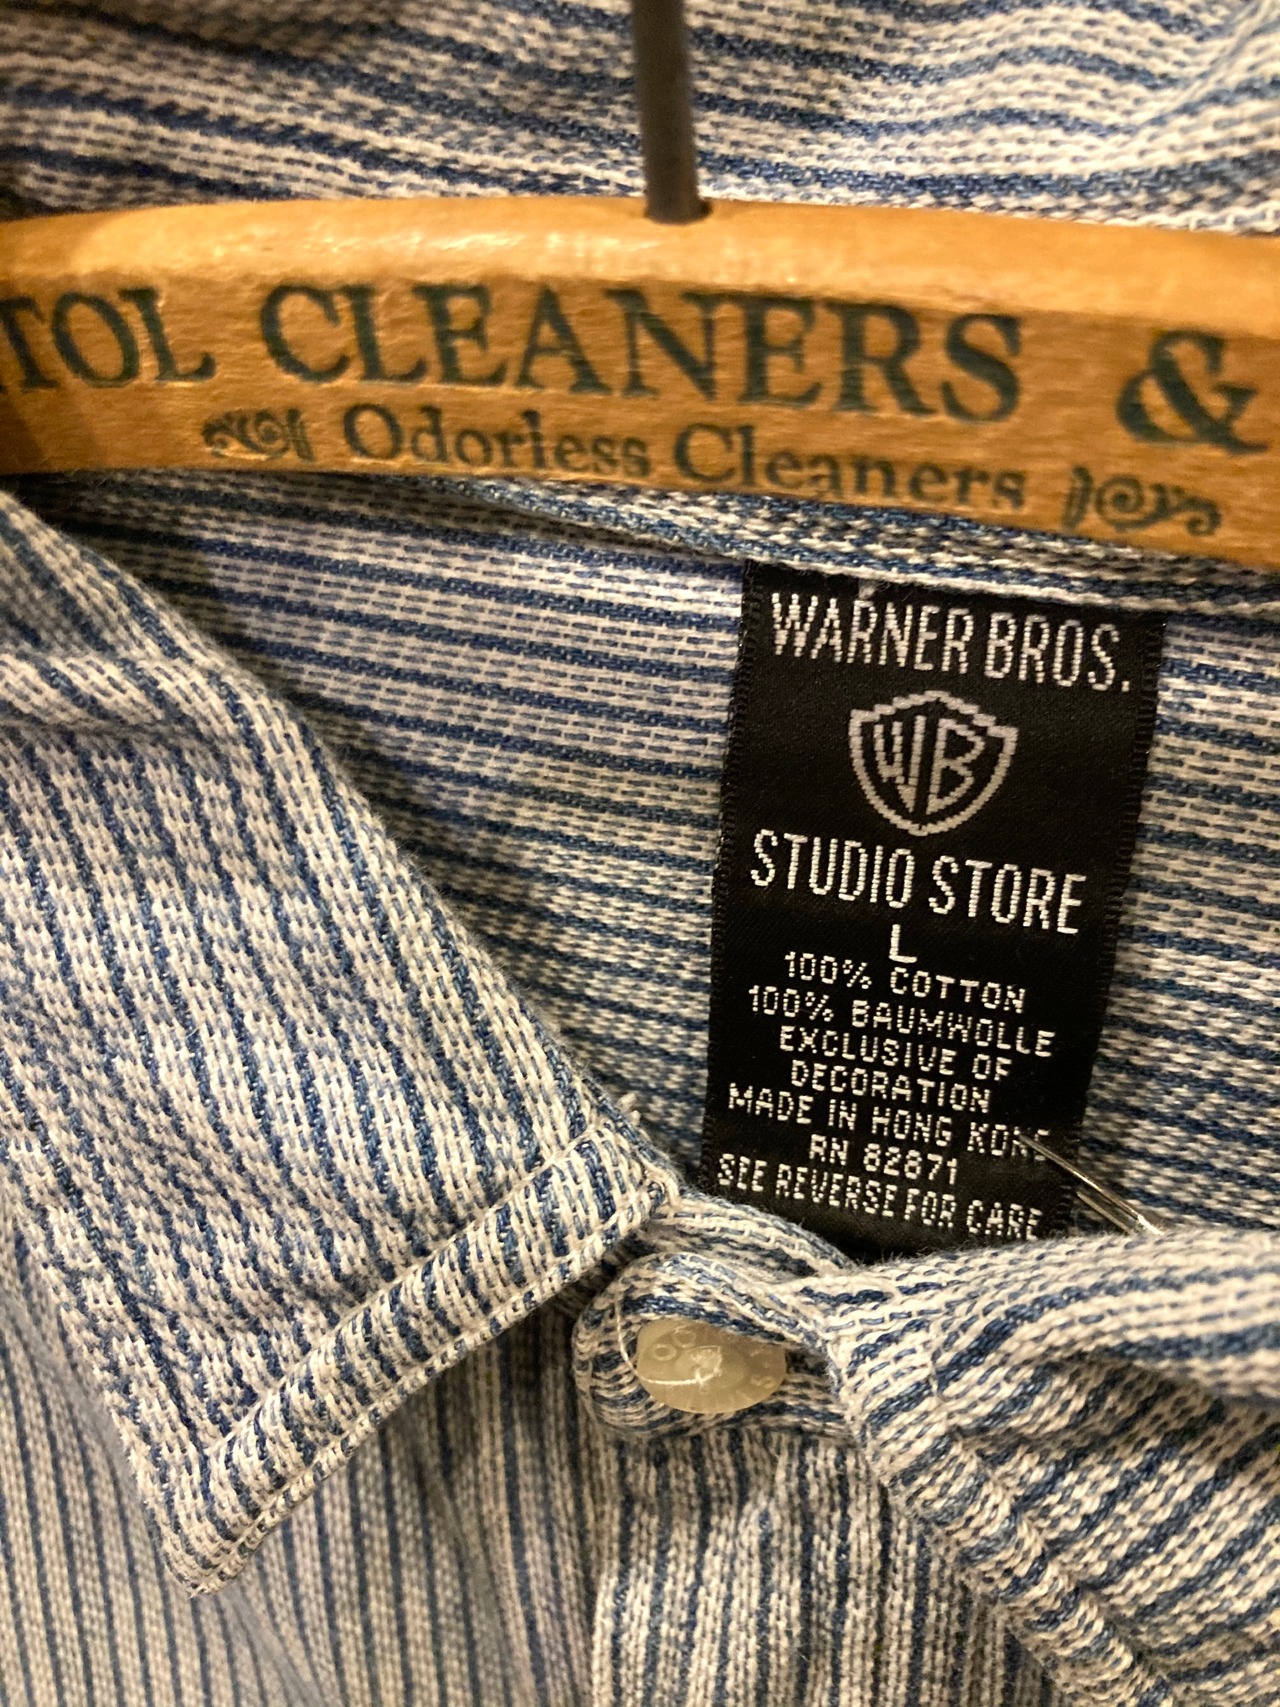 TOL CLEANERS &
Odorless Cleaners
WARNER BROS.
WB
STUDIO STORE
L
100% COTTON
100% BAUMWOLLE
EXCLUSIVE OF
DECORATION
MADE IN HONG KONG
RN 82871
SEE REVERSE FOR CARE